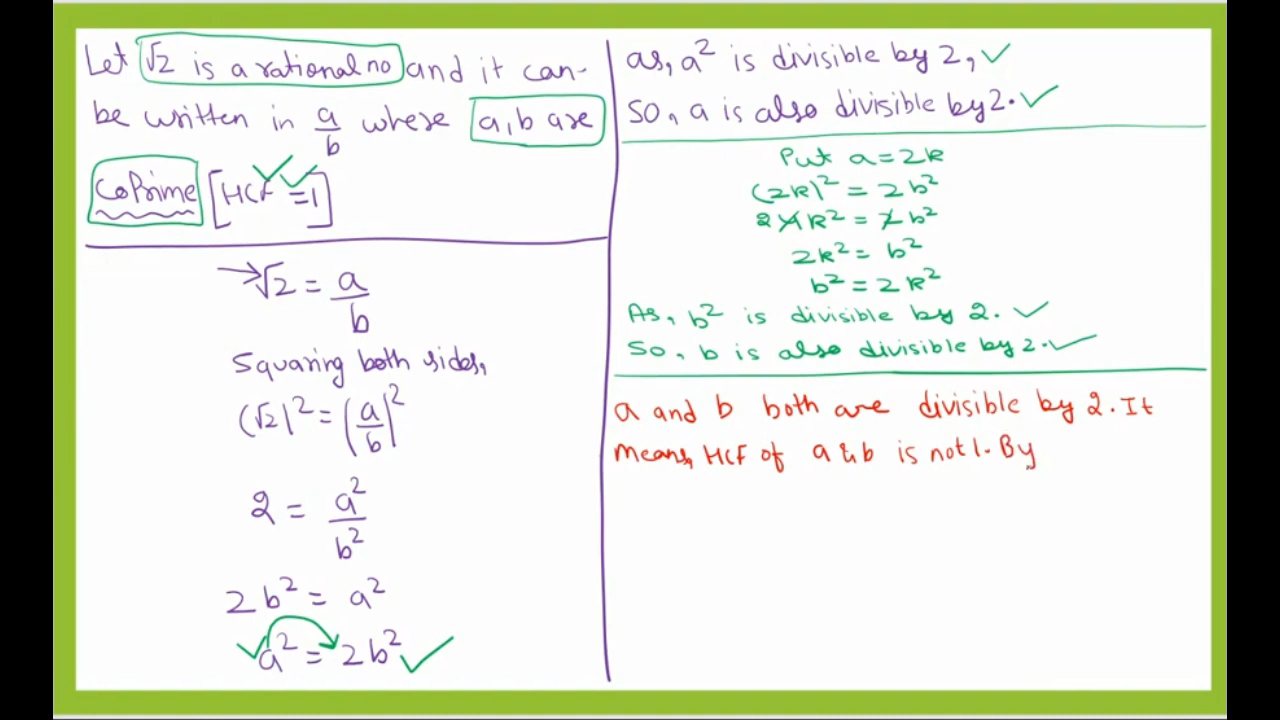 Let √2 is a rational no and it can-
be written in a/b where a, b are
CoPrime [HCF = 1]
√2 = a/b
Squaring both sides,
(√2)² = (a/b)²
2 = a²/b²
2b² = a²
a² = 2b²
as, a² is divisible by 2,
so, a is also divisible by 2.
Put a = 2k
(2k)² = 2b²
2 4k² = 2b²
2k² = b²
b² = 2k²
As, b² is divisible by 2.
So, b is also divisible by 2.
a and b both are divisible by 2. It
means, HCF of a & b is not 1. By